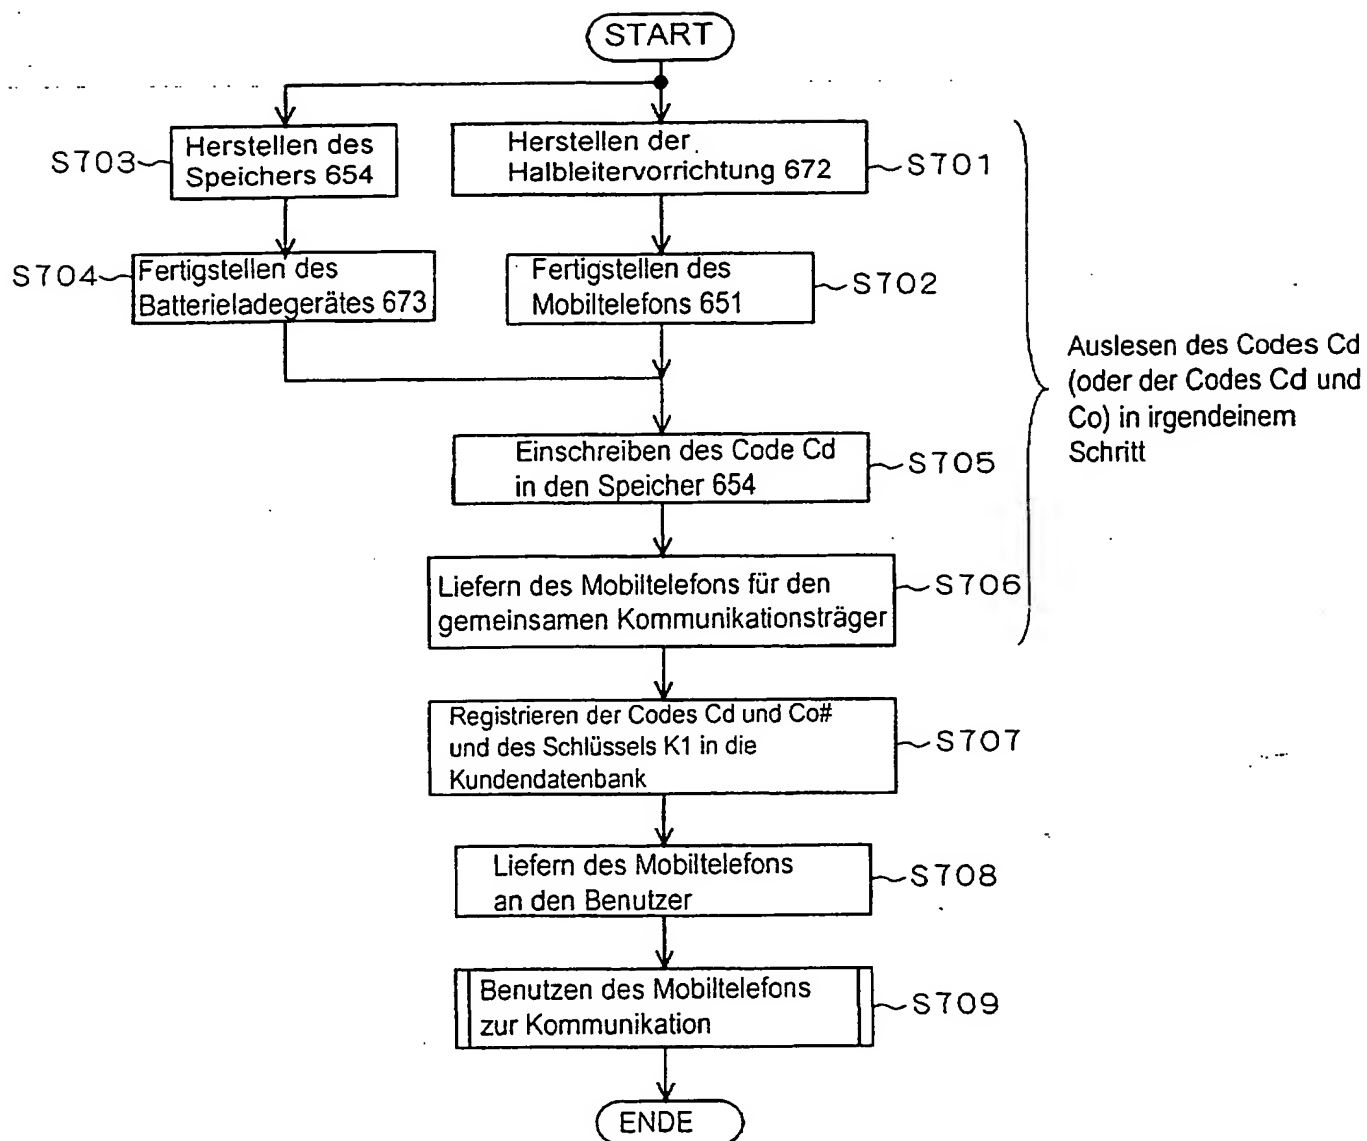 START
S703
Herstellen des
Speichers 654
Herstellen der
Halbleitervorrichtung 672
S701
S704
Fertigstellen des
Batterieladegerätes 673
Fertigstellen des
Mobiltelefons 651
S702
Auslesen des Codes Cd
(oder der Codes Cd und
Co) in irgendeinem
Schritt
Einschreiben des Code Cd
in den Speicher 654
S705
Liefern des Mobiltelefons für den
gemeinsamen Kommunikationsträger
S706
Registrieren der Codes Cd und Co#
und des Schlüssels K1 in die
Kundendatenbank
S707
Liefern des Mobiltelefons
an den Benutzer
S708
Benutzen des Mobiltelefons
zur Kommunikation
S709
ENDE